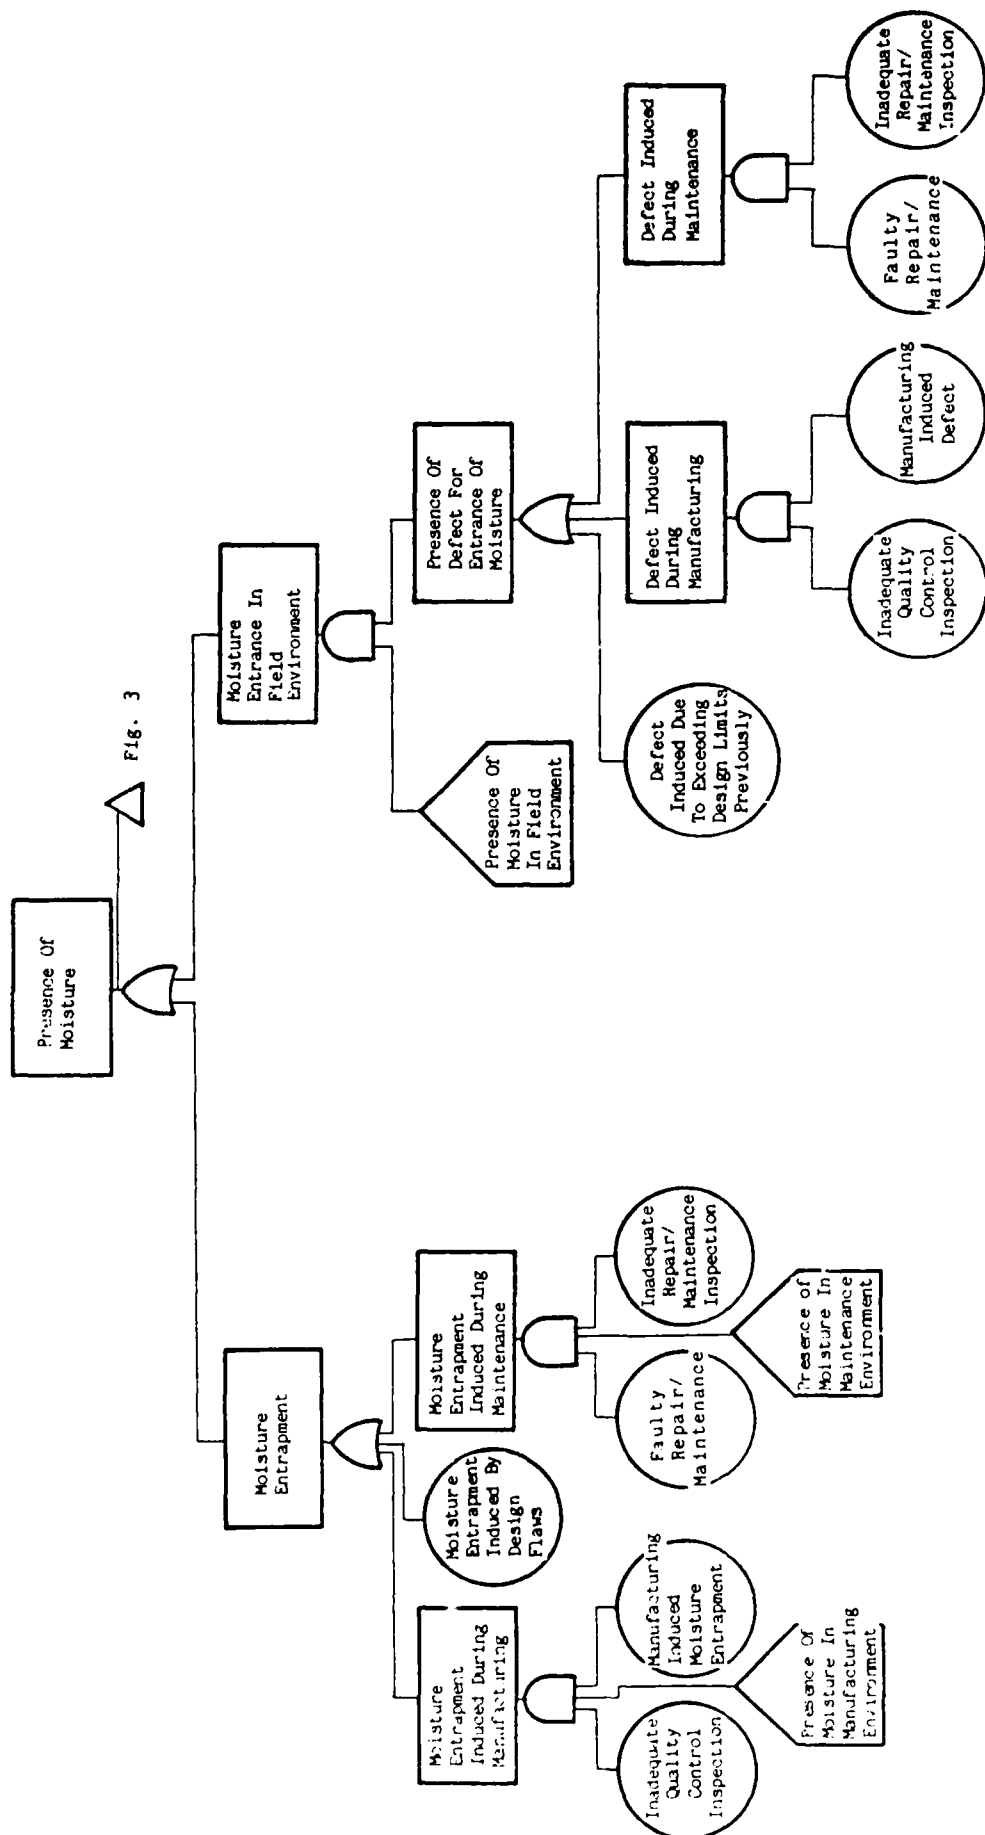 Presence Of
Moisture
Fig. 3
Moisture
Entrapment
Moisture
Entrance In
Field
Environment
Moisture
Entrapment
Induced During
Manufacturing
Moisture
Entrapment
Induced By
Design
Flaws
Moisture
Entrapment
Induced During
Maintenance
Presence Of
Moisture
In Field
Environment
Presence Of
Defect For
Entrance Of
Moisture
Inadequate
Quality
Control
Inspection
Presence Of
Moisture In
Manufacturing
Environment
Manufacturing
Induced
Moisture
Entrapment
Faulty
Repair/
Maintenance
Presence of
Moisture In
Maintenance
Environment
Inadequate
Repair/
Maintenance
Inspection
Defect
Induced Due
To Exceeding
Design Limits
Previously
Defect Induced
During
Manufacturing
Defect Induced
During
Maintenance
Inadequate
Quality
Control
Inspection
Manufacturing
Induced
Defect
Faulty
Repair/
Maintenance
Inadequate
Repair/
Maintenance
Inspection